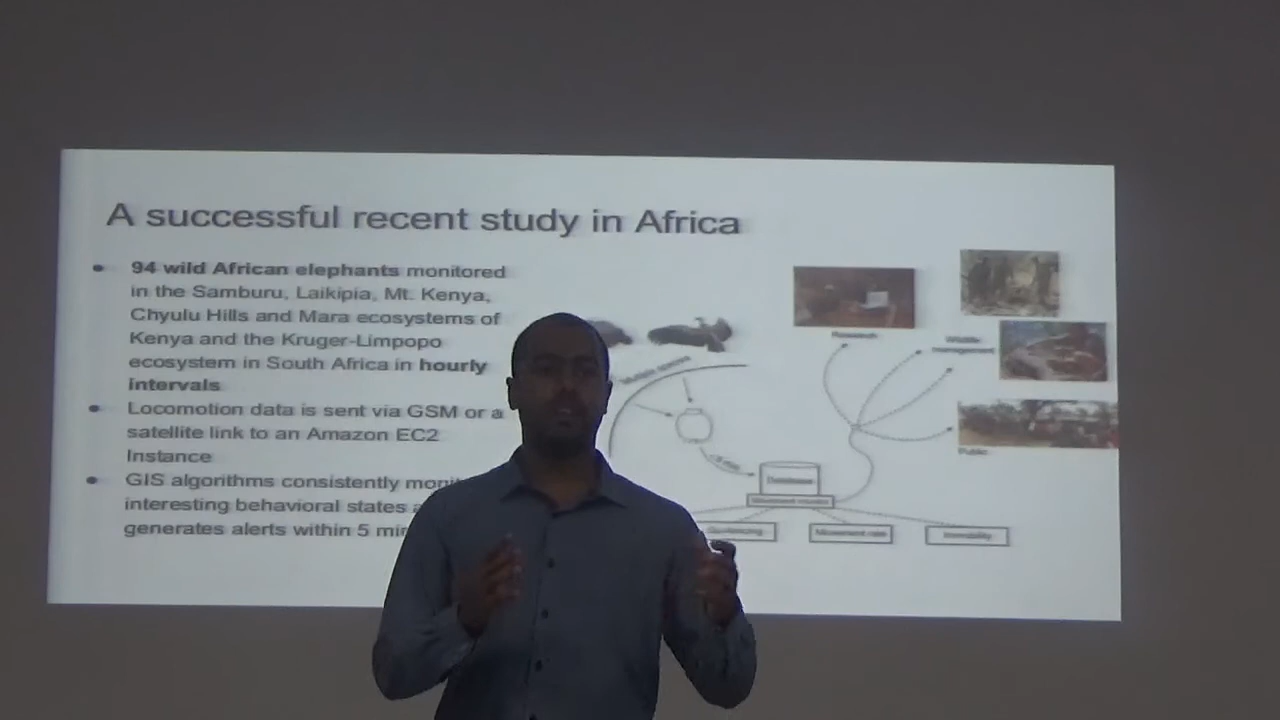 A successful recent study in Africa
• 94 wild African elephants monitored
in the Samburu, Laikipia, Mt. Kenya,
Chyulu Hills and Mara ecosystems of
Kenya and the Kruger-Limpopo
ecosystem in South Africa in hourly
intervals
• Locomotion data is sent via GSM or a
satellite link to an Amazon EC2
Instance
• GIS algorithms consistently
interesting behavioral states
generates alerts within 5
Research
Wildlife
management
Public
Database
Movement rate
Immobility